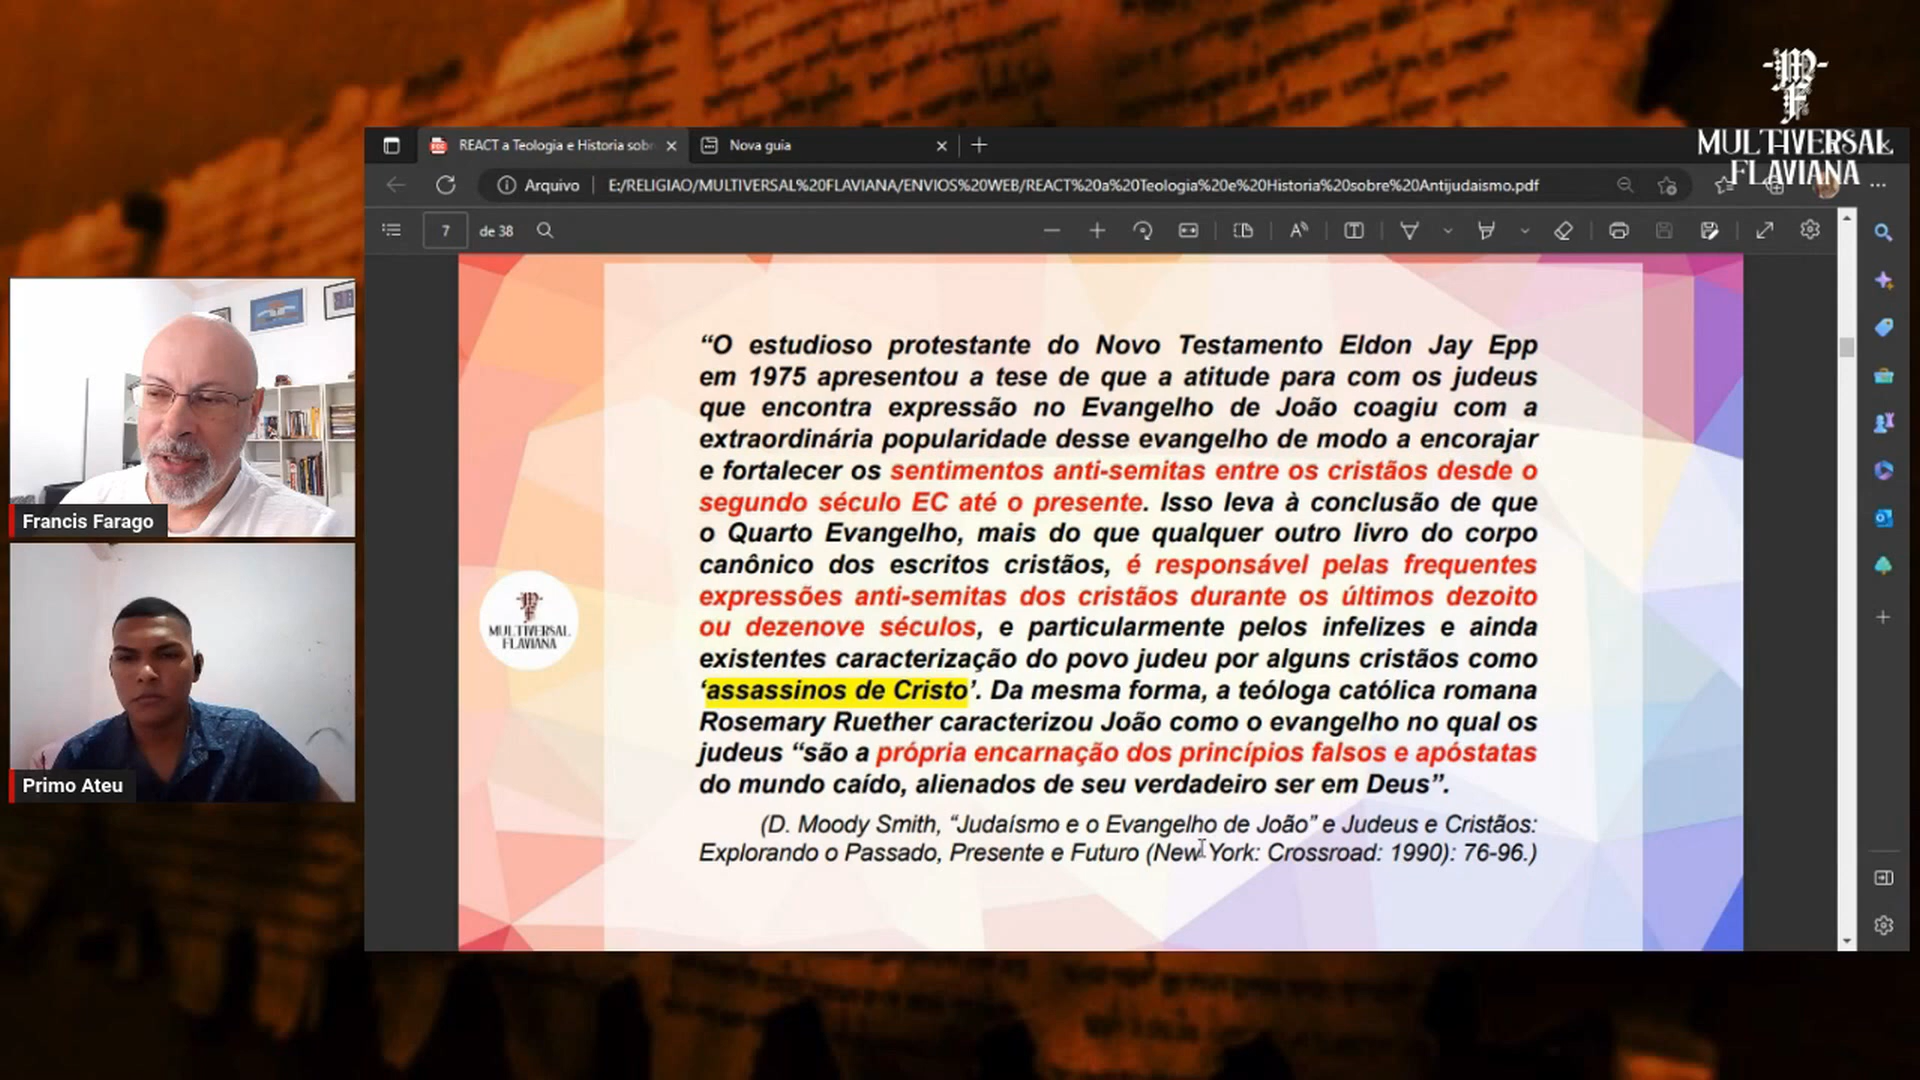 MULTIVERSAL
FLAVIANA
REACT a Teologia e Historia sobr
Nova guia
Arquivo
E:/RELIGIAO/MULTIVERSAL%20FLAVIANA/ENVIOS%20WEB/REACT%20a%20Teologia%20e%20Historia%20sobre%20Antijudaismo.pdf
7 de 38
“O estudioso protestante do Novo Testamento Eldon Jay Epp
em 1975 apresentou a tese de que a atitude para com os judeus
que encontra expressão no Evangelho de João coagiu com a
extraordinária popularidade desse evangelho de modo a encorajar
e fortalecer os sentimentos anti-semitas entre os cristãos desde o
segundo século EC até o presente. Isso leva à conclusão de que
o Quarto Evangelho, mais do que qualquer outro livro do corpo
canônico dos escritos cristãos, é responsável pelas frequentes
expressões anti-semitas dos cristãos durante os últimos dezoito
ou dezenove séculos, e particularmente pelos infelizes e ainda
existentes caracterização do povo judeu por alguns cristãos como
‘assassinos de Cristo’. Da mesma forma, a teóloga católica romana
Rosemary Ruether caracterizou João como o evangelho no qual os
judeus “são a própria encarnação dos princípios falsos e apóstatas
do mundo caído, alienados de seu verdadeiro ser em Deus”.
(D. Moody Smith, “Judaísmo e o Evangelho de João” e Judeus e Cristãos:
Explorando o Passado, Presente e Futuro (New York: Crossroad: 1990): 76-96.)
MULTIVERSAL
FLAVIANA
Francis Farago
Primo Ateu